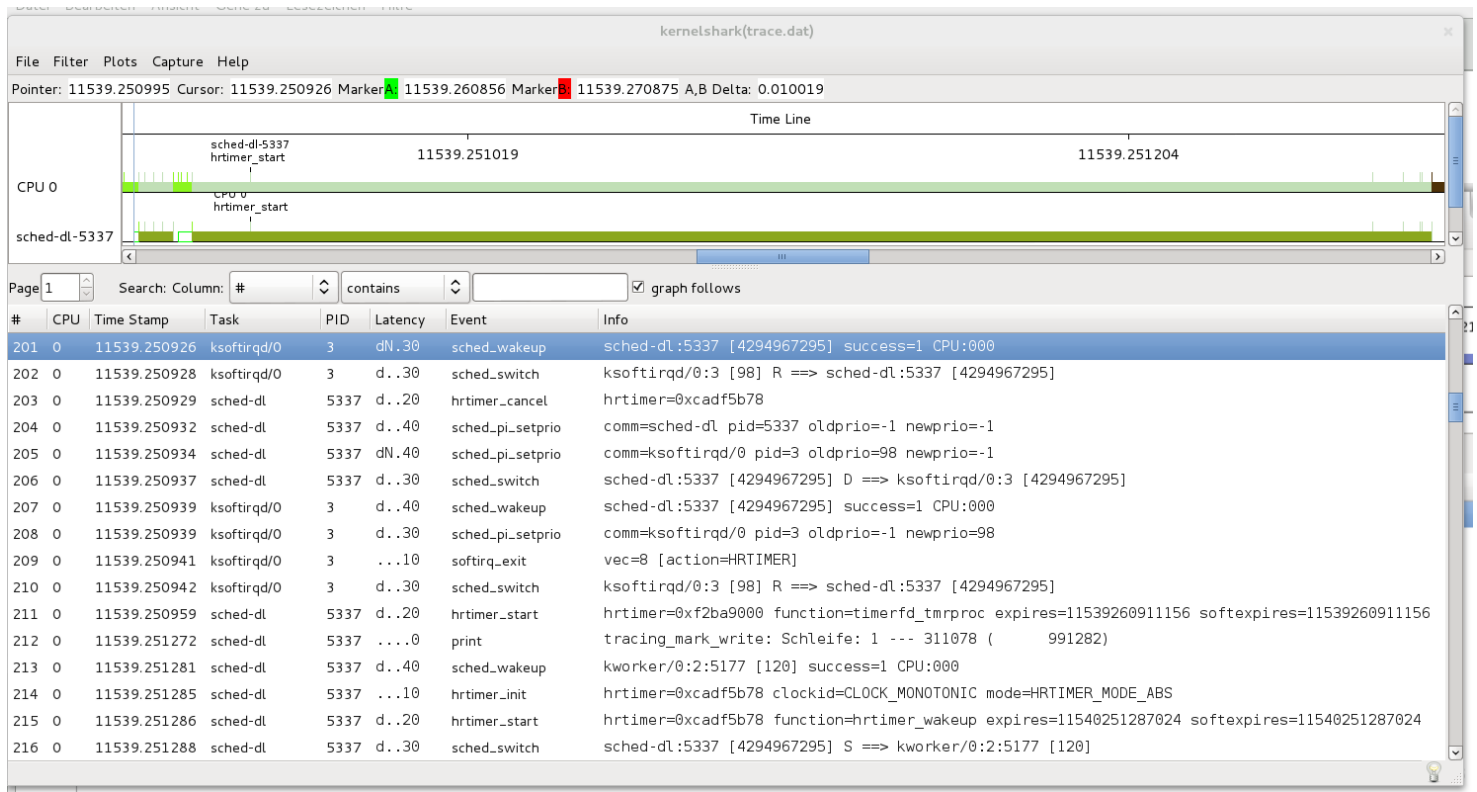 Datei Bearbeiten Ansicht Gehe zu Lesezeichen Hilfe
kernelshark(trace.dat)
File Filter Plots Capture Help
Pointer: 11539.250995 Cursor: 11539.250926 MarkerA: 11539.260856 MarkerB: 11539.270875 A,B Delta: 0.010019
Time Line
sched-dl-5337
hrtimer_start
11539.251019 11539.251204
CPU 0
CPU 0
hrtimer_start
sched-dl-5337
Page 1 Search: Column: # contains graph follows
# CPU Time Stamp Task PID Latency Event Info
201 0 11539.250926 ksoftirqd/0 3 dN.30 sched_wakeup sched-dl:5337 [4294967295] success=1 CPU:000
202 0 11539.250928 ksoftirqd/0 3 d..30 sched_switch ksoftirqd/0:3 [98] R ==> sched-dl:5337 [4294967295]
203 0 11539.250929 sched-dl 5337 d..20 hrtimer_cancel hrtimer=0xcadf5b78
204 0 11539.250932 sched-dl 5337 d..40 sched_pi_setprio comm=sched-dl pid=5337 oldprio=-1 newprio=-1
205 0 11539.250934 sched-dl 5337 dN.40 sched_pi_setprio comm=ksoftirqd/0 pid=3 oldprio=98 newprio=-1
206 0 11539.250937 sched-dl 5337 d..30 sched_switch sched-dl:5337 [4294967295] D ==> ksoftirqd/0:3 [4294967295]
207 0 11539.250939 ksoftirqd/0 3 d..40 sched_wakeup sched-dl:5337 [4294967295] success=1 CPU:000
208 0 11539.250939 ksoftirqd/0 3 d..30 sched_pi_setprio comm=ksoftirqd/0 pid=3 oldprio=-1 newprio=98
209 0 11539.250941 ksoftirqd/0 3 ...10 softirq_exit vec=8 [action=HRTIMER]
210 0 11539.250942 ksoftirqd/0 3 d..30 sched_switch ksoftirqd/0:3 [98] R ==> sched-dl:5337 [4294967295]
211 0 11539.250959 sched-dl 5337 d..20 hrtimer_start hrtimer=0xf2ba9000 function=timerfd_tmrproc expires=11539260911156 softexpires=11539260911156
212 0 11539.251272 sched-dl 5337 ....0 print tracing_mark_write: Schleife: 1 --- 311078 ( 991282)
213 0 11539.251281 sched-dl 5337 d..40 sched_wakeup kworker/0:2:5177 [120] success=1 CPU:000
214 0 11539.251285 sched-dl 5337 ...10 hrtimer_init hrtimer=0xcadf5b78 clockid=CLOCK_MONOTONIC mode=HRTIMER_MODE_ABS
215 0 11539.251286 sched-dl 5337 d..20 hrtimer_start hrtimer=0xcadf5b78 function=hrtimer_wakeup expires=11540251287024 softexpires=11540251287024
216 0 11539.251288 sched-dl 5337 d..30 sched_switch sched-dl:5337 [4294967295] S ==> kworker/0:2:5177 [120]